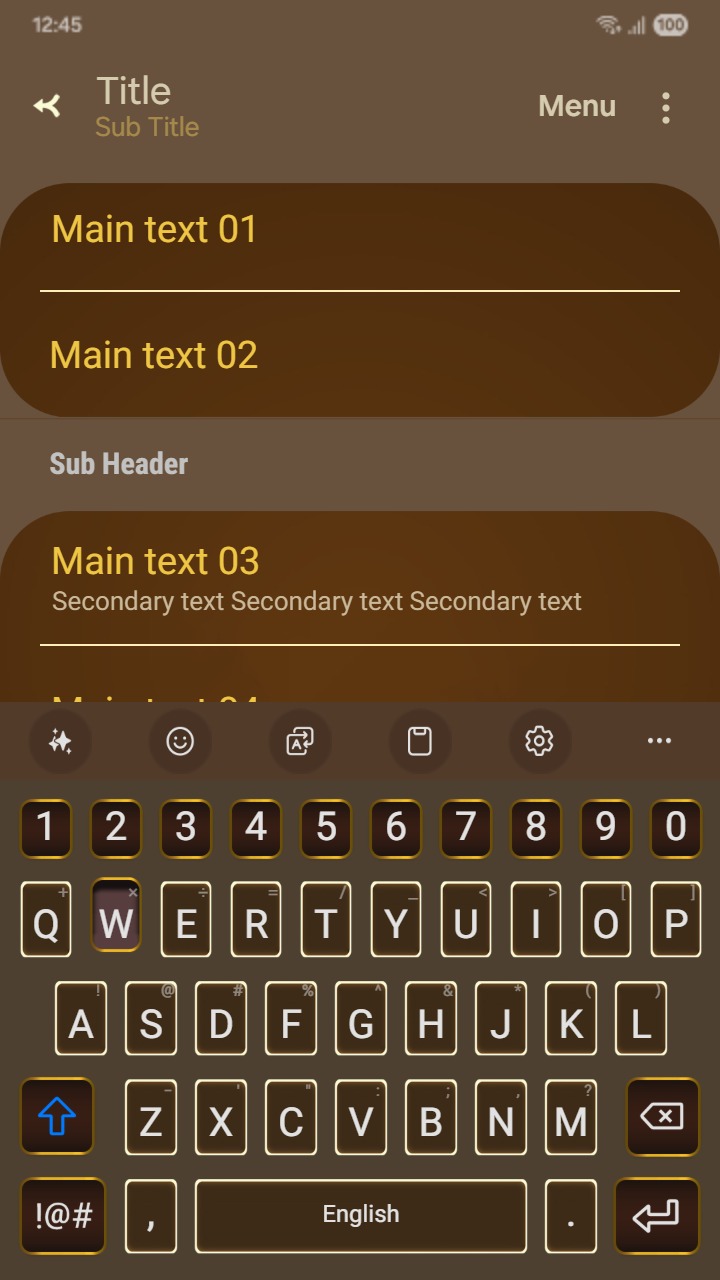 12:45
100
Title
Sub Title
Menu
Main text 01
Main text 02
Sub Header
Main text 03
Secondary text Secondary text Secondary text
1 2 3 4 5 6 7 8 9 0
+ × ÷ = / _ < > [ ]
Q W E R T Y U I O P
! @ # % ^ & * ( )
A S D F G H J K L
- ' " : ; , ?
Z X C V B N M
!@# , English .